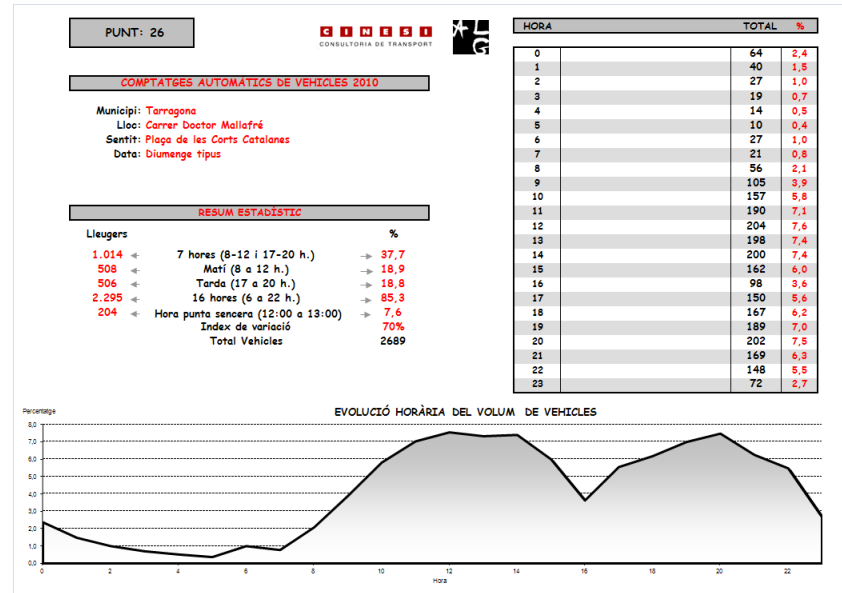 PUNT: 26
CINESI
CONSULTORIA DE TRANSPORT
ALG
COMPTATGES AUTOMÀTICS DE VEHICLES 2010
Municipi: Tarragona
Lloc: Carrer Doctor Mallafré
Sentit: Plaça de les Corts Catalanes
Data: Diumenge tipus
RESUM ESTADÍSTIC
Lleugers %
1.014 7 hores (8-12 i 17-20 h.) 37,7
508 Matí (8 a 12 h.) 18,9
506 Tarda (17 a 20 h.) 18,8
2.295 16 hores (6 a 22 h.) 85,3
204 Hora punta sencera (12:00 a 13:00) 7,6
Index de variació 70%
Total Vehicles 2689
HORA TOTAL %
0 64 2,4
1 40 1,5
2 27 1,0
3 19 0,7
4 14 0,5
5 10 0,4
6 27 1,0
7 21 0,8
8 56 2,1
9 105 3,9
10 157 5,8
11 190 7,1
12 204 7,6
13 198 7,4
14 200 7,4
15 162 6,0
16 98 3,6
17 150 5,6
18 167 6,2
19 189 7,0
20 202 7,5
21 169 6,3
22 148 5,5
23 72 2,7
EVOLUCIÓ HORÀRIA DEL VOLUM DE VEHICLES
Percentatge
8,0
7,0
6,0
5,0
4,0
3,0
2,0
1,0
0,0
0 2 4 6 8 10 12 14 16 18 20 22
Hora